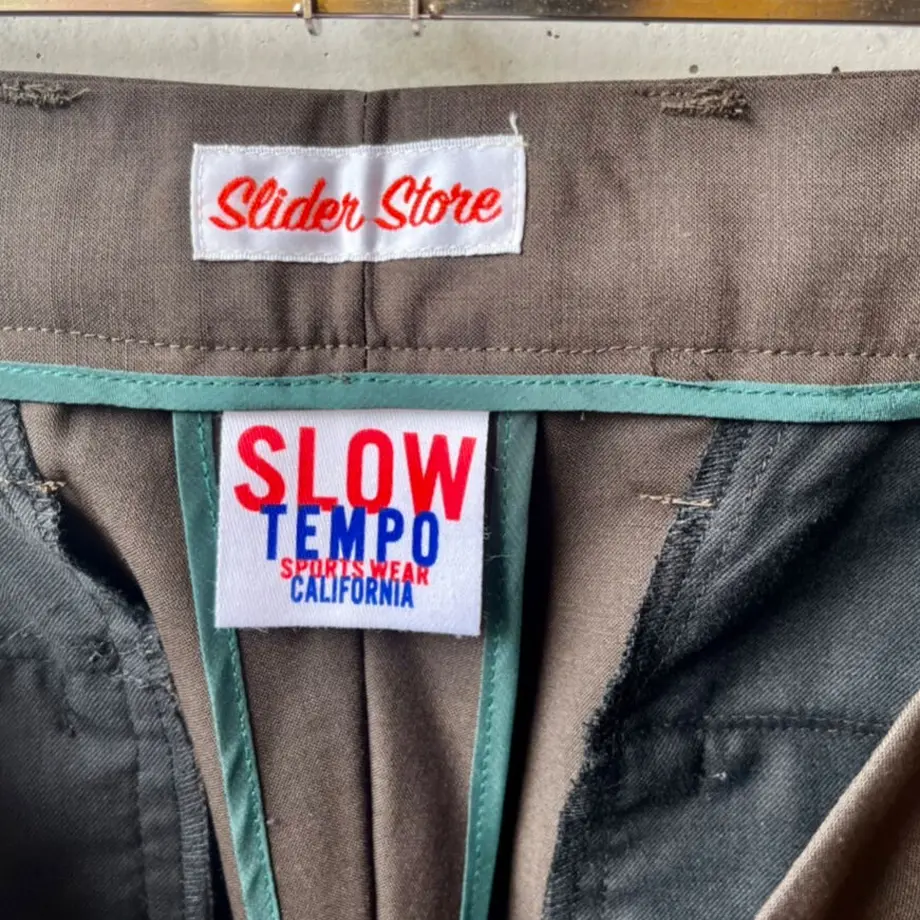 Slider Store
SLOW
TEMPO
SPORTS WEAR
CALIFORNIA